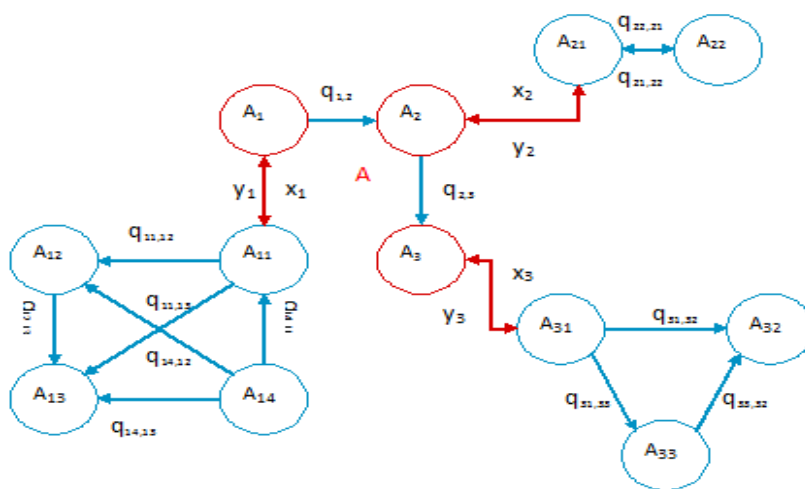 q₂₂,₂₁
A₂₁
A₂₂
q₂₁,₂₂
q₁,₂
x₂
A₁
A₂
y₂
A
y₁
x₁
q₂,₃
A₁₂
q₁₁,₁₂
A₁₁
A₃
x₃
q₁₁,₁₃
y₃
A₃₁
q₃₁,₃₂
A₃₂
q₁₄,₁₂
A₁₃
A₁₄
q₃₁,₃₃
q₃₃,₃₂
q₁₄,₁₃
A₃₃